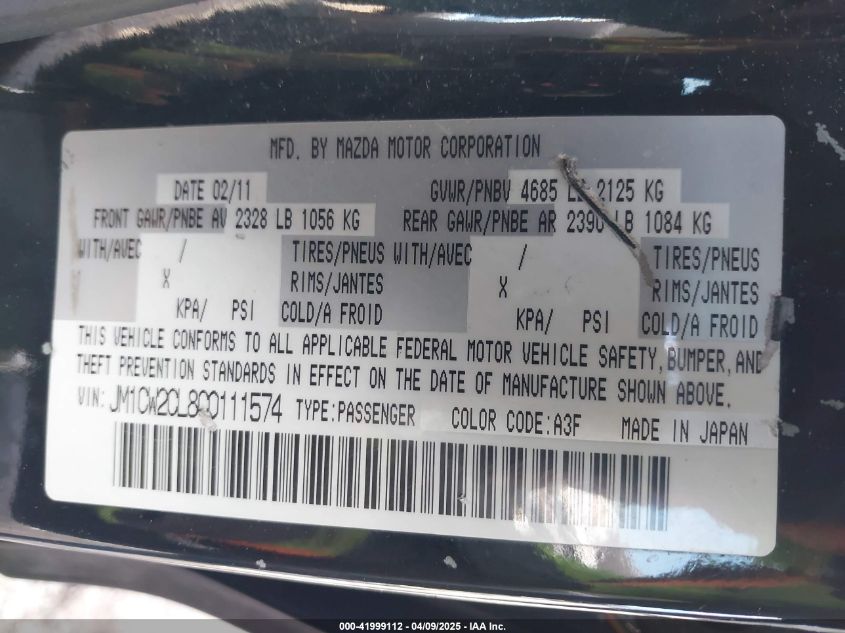 MFD. BY MAZDA MOTOR CORPORATION
DATE 02/11 GVWR/PNBV 4685 LB 2125 KG
FRONT GAWR/PNBE AV 2328 LB 1056 KG REAR GAWR/PNBE AR 2390 LB 1084 KG
WITH/AVEC / TIRES/PNEUS WITH/AVEC / TIRES/PNEUS
X RIMS/JANTES X RIMS/JANTES
KPA/ PSI COLD/A FROID KPA/ PSI COLD/A FROID
THIS VEHICLE CONFORMS TO ALL APPLICABLE FEDERAL MOTOR VEHICLE SAFETY, BUMPER, AND
THEFT PREVENTION STANDARDS IN EFFECT ON THE DATE OF MANUFACTURE SHOWN ABOVE.
VIN: JM1CW2CL8C0111574 TYPE:PASSENGER COLOR CODE:A3F MADE IN JAPAN
000-41999112 - 04/09/2025 - IAA Inc.